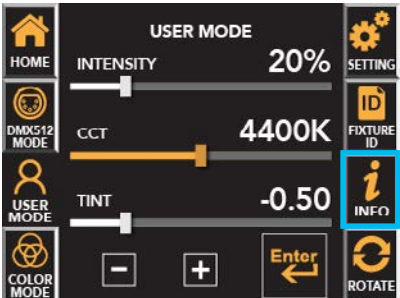 USER MODE
HOME
INTENSITY 20%
SETTING
DMX512
MODE
CCT 4400K
ID
FIXTURE
ID
USER
MODE
TINT -0.50
i
INFO
COLOR
MODE
- +
Enter
ROTATE